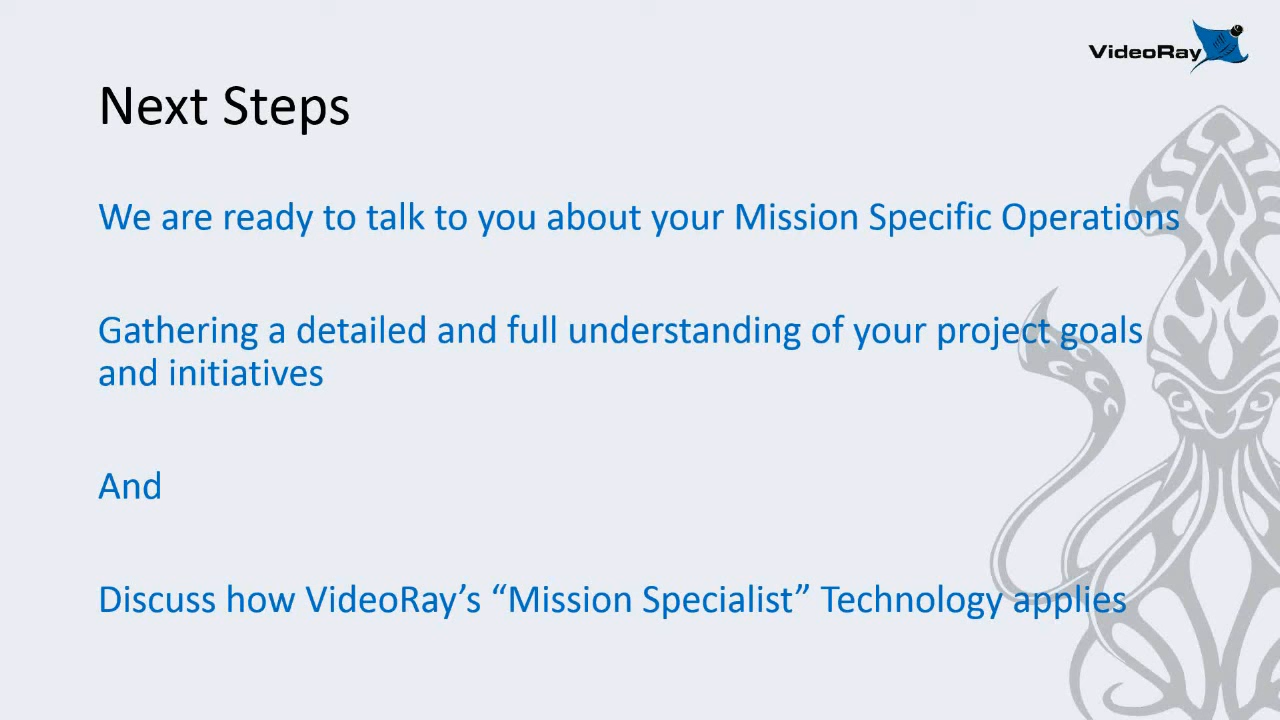 VideoRay
Next Steps
We are ready to talk to you about your Mission Specific Operations
Gathering a detailed and full understanding of your project goals
and initiatives
And
Discuss how VideoRay’s “Mission Specialist” Technology applies